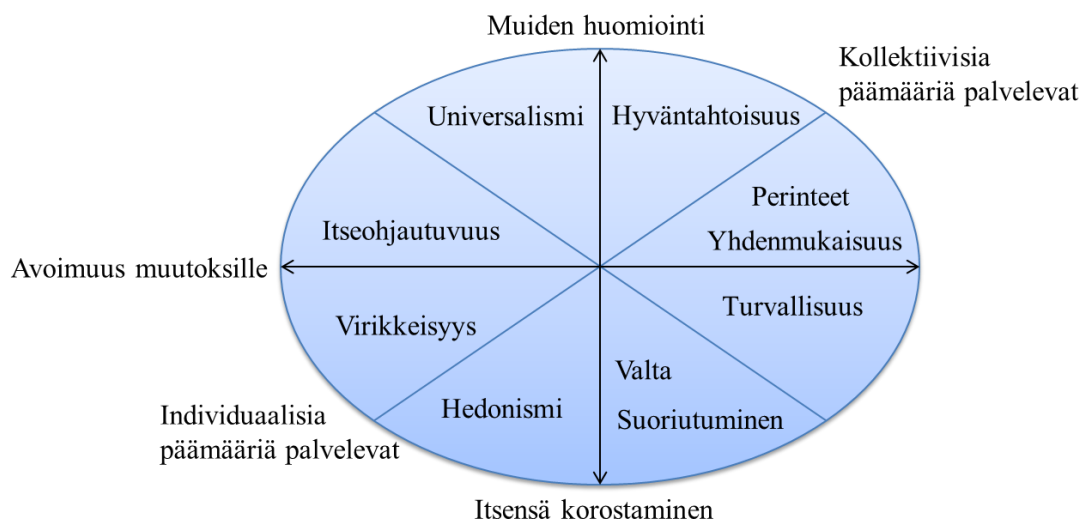 Muiden huomiointi
Kollektiivisia
päämääriä palvelevat
Universalismi
Hyväntahtoisuus
Perinteet
Itseohjautuvuus
Yhdenmukaisuus
Avoimuus muutoksille
Turvallisuus
Virikkeisyys
Valta
Individuaalisia
päämääriä palvelevat
Hedonismi
Suoriutuminen
Itsensä korostaminen